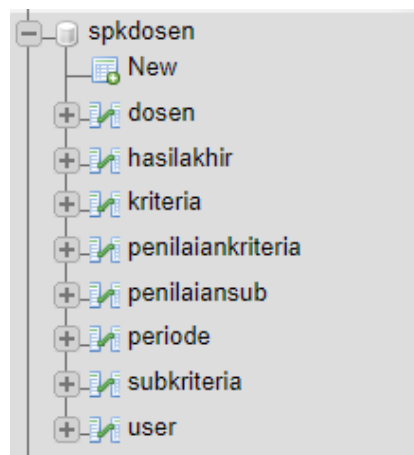 spkdosen
New
dosen
hasilakhir
kriteria
penilaiankriteria
penilaiansub
periode
subkriteria
user